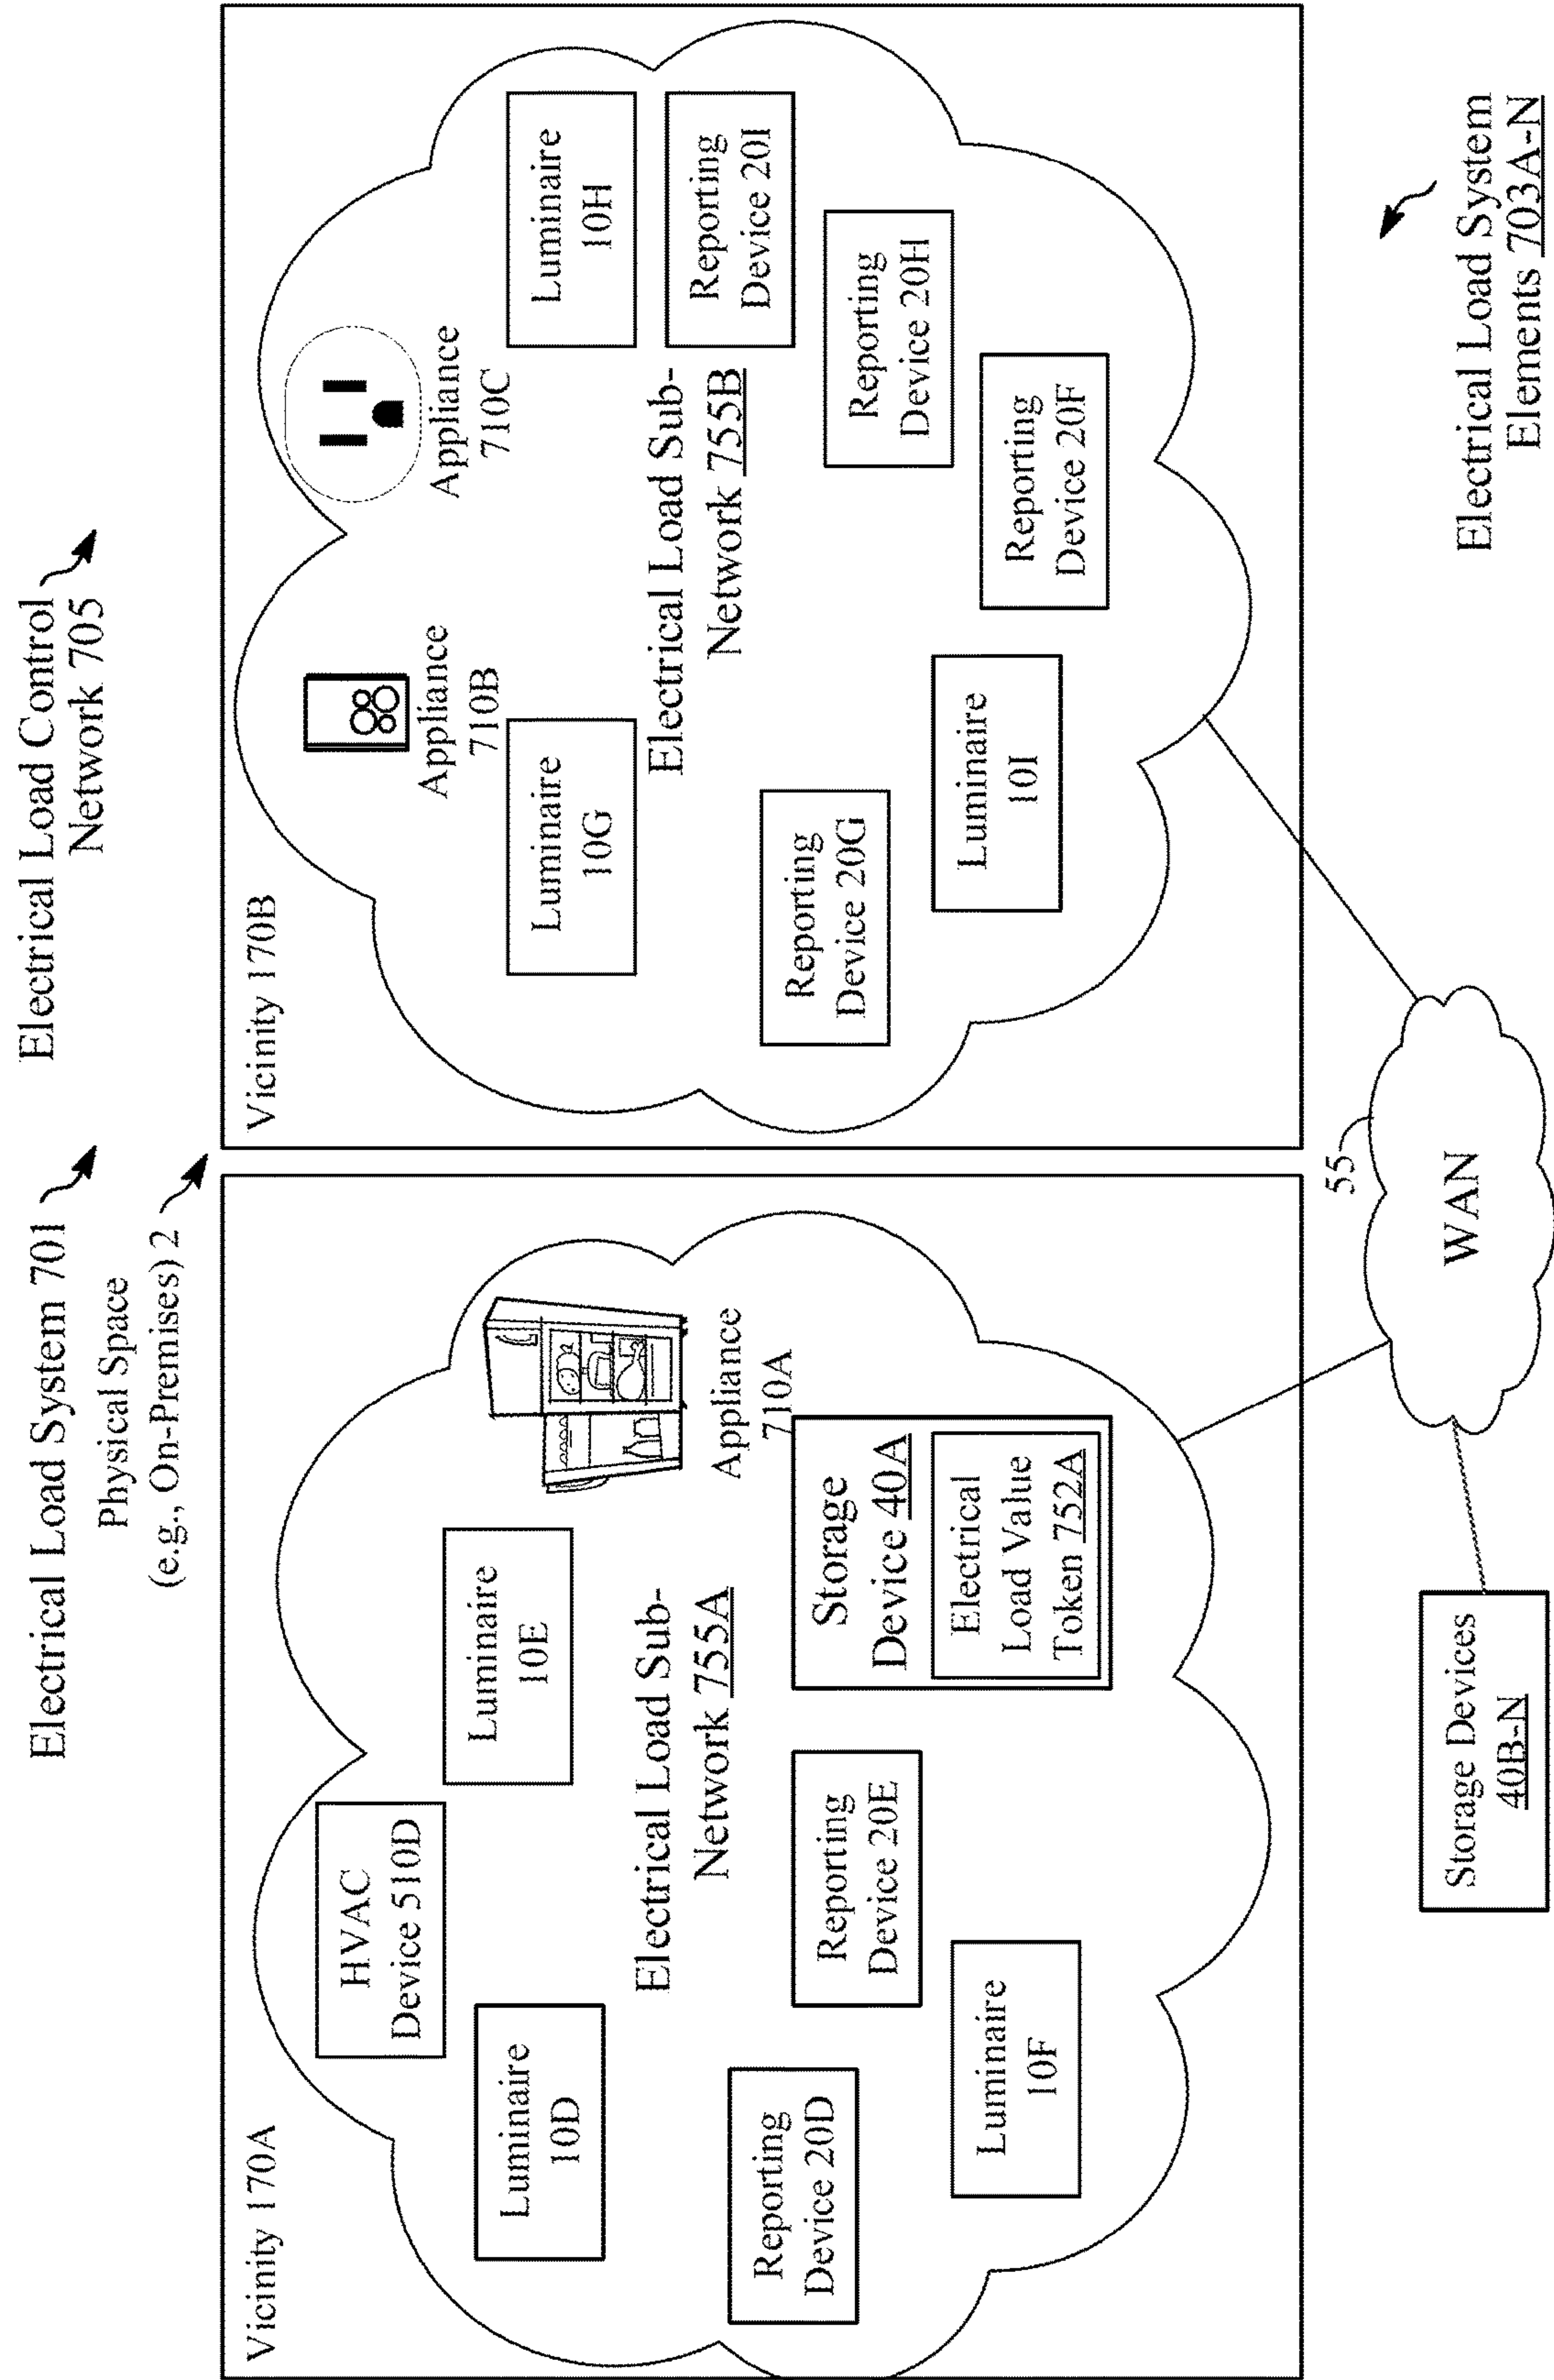 Electrical Load System 701
Electrical Load Control
Network 705
Physical Space
(e.g., On-Premises) 2
Vicinity 170A
HVAC
Device 510D
Luminaire
10D
Luminaire
10E
Appliance
710A
Electrical Load Sub-
Network 755A
Reporting
Device 20D
Reporting
Device 20E
Storage
Device 40A
Electrical
Load Value
Token 752A
Luminaire
10F
Vicinity 170B
Appliance
710B
Appliance
710C
Luminaire
10G
Luminaire
10H
Electrical Load Sub-
Network 755B
Reporting
Device 20I
Reporting
Device 20G
Reporting
Device 20H
Luminaire
10I
Reporting
Device 20F
55
WAN
Storage Devices
40B-N
Electrical Load System
Elements 703A-N